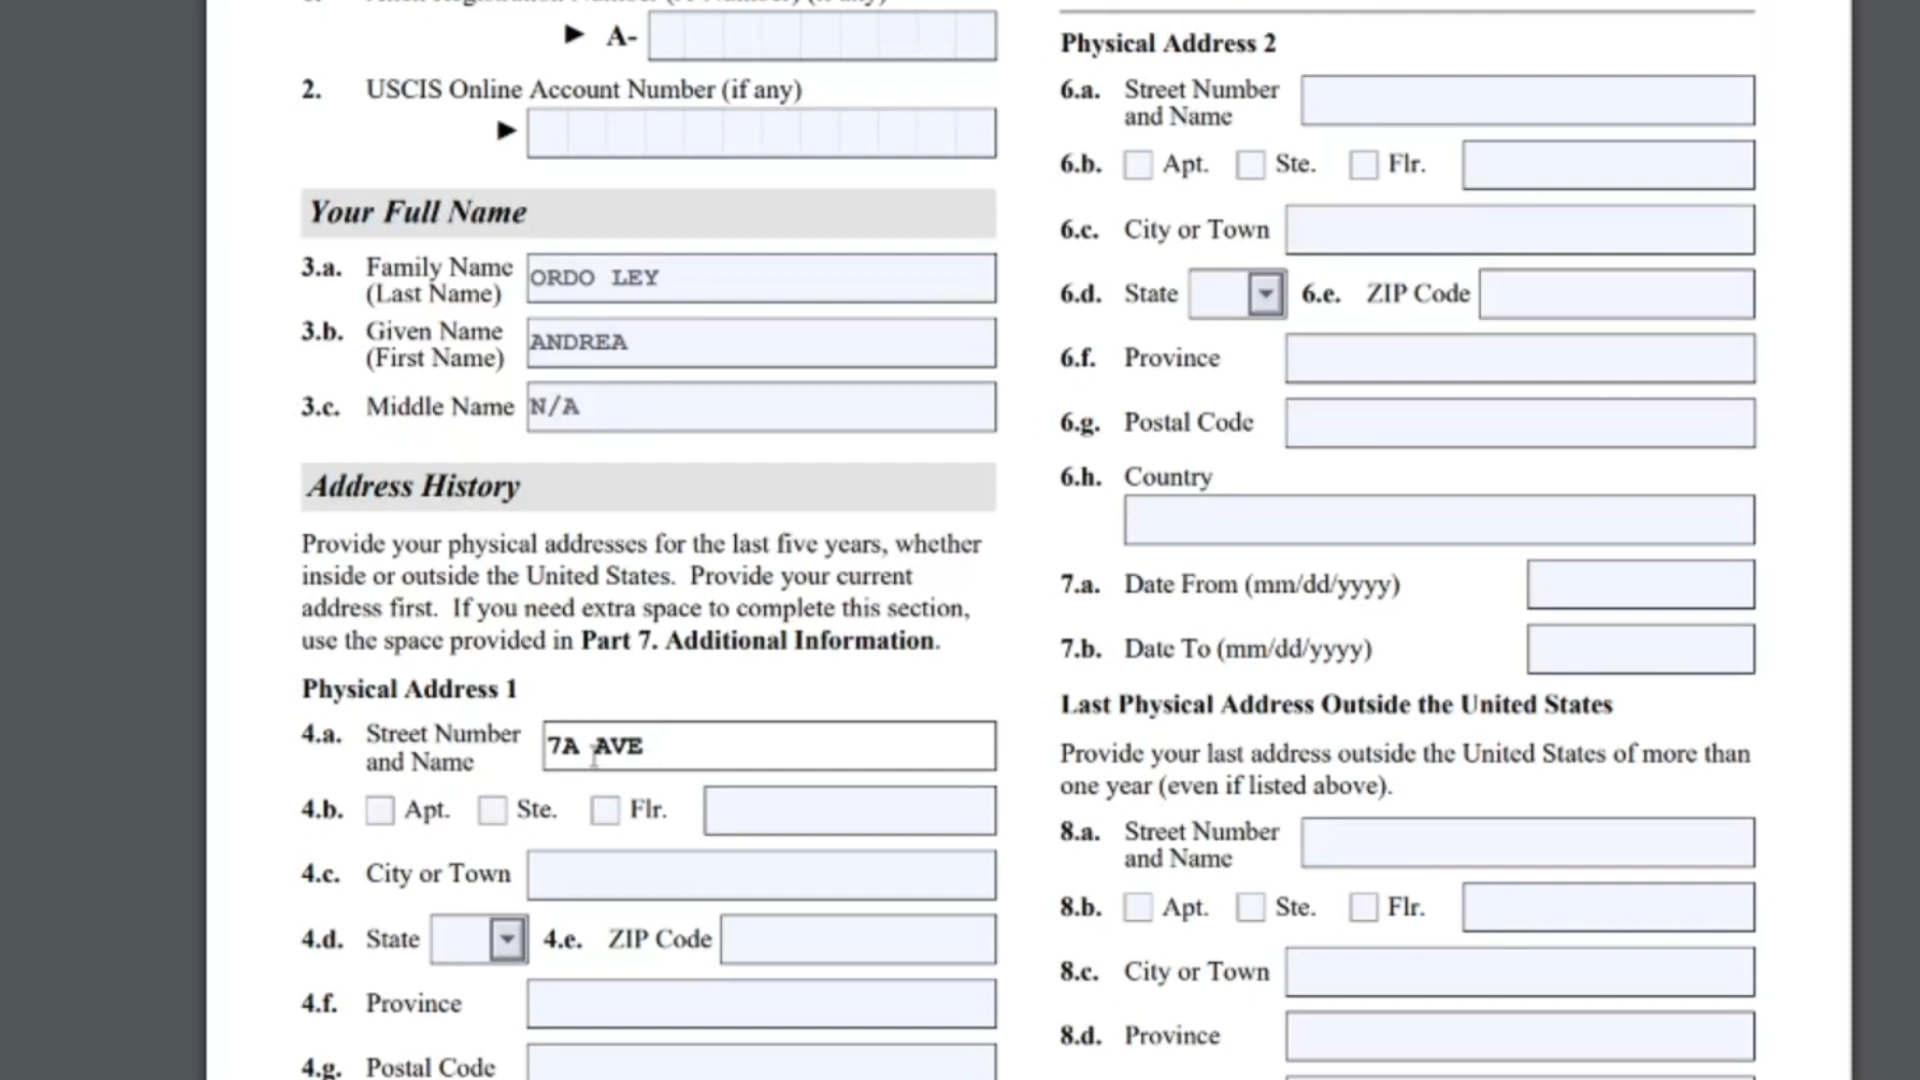 A-
2. USCIS Online Account Number (if any)
Your Full Name
3.a. Family Name (Last Name) ORDO LEY
3.b. Given Name (First Name) ANDREA
3.c. Middle Name N/A
Address History
Provide your physical addresses for the last five years, whether
inside or outside the United States. Provide your current
address first. If you need extra space to complete this section,
use the space provided in Part 7. Additional Information.
Physical Address 1
4.a. Street Number and Name 7A AVE
4.b. Apt. Ste. Flr.
4.c. City or Town
4.d. State 4.e. ZIP Code
4.f. Province
4.g. Postal Code
Physical Address 2
6.a. Street Number and Name
6.b. Apt. Ste. Flr.
6.c. City or Town
6.d. State 6.e. ZIP Code
6.f. Province
6.g. Postal Code
6.h. Country
7.a. Date From (mm/dd/yyyy)
7.b. Date To (mm/dd/yyyy)
Last Physical Address Outside the United States
Provide your last address outside the United States of more than
one year (even if listed above).
8.a. Street Number and Name
8.b. Apt. Ste. Flr.
8.c. City or Town
8.d. Province